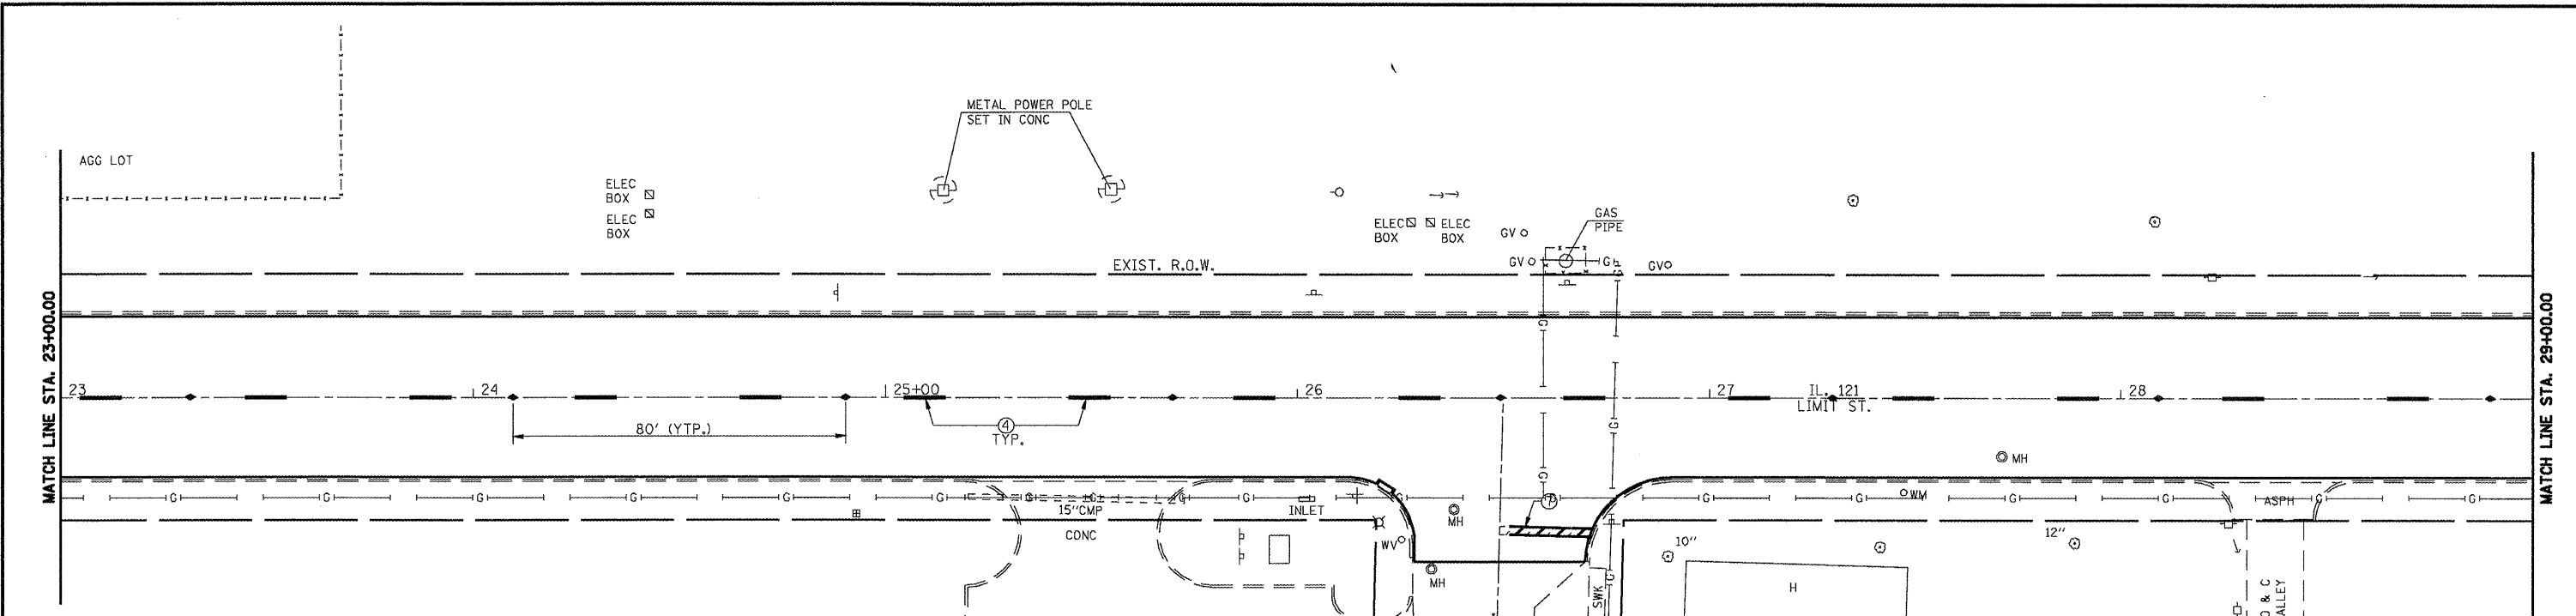 METAL POWER POLE
SET IN CONC
AGG LOT
ELEC
BOX
ELEC
BOX
ELEC
BOX
ELEC
BOX
GV
GAS
PIPE
GV
G
GV
EXIST. R.O.W.
MATCH LINE STA. 23+00.00
MATCH LINE STA. 29+00.00
G
23
24
25+00
26
27
IL. 121
LIMIT ST.
28
80' (YTP.)
4
TYP.
G
G
MH
G
G
G
G
G
G
G
G
G
G
G
G
WM
G
G
ASPH
G
G
15"CMP
INLET
MH
CONC
WV
10"
12"
MH
G
SWK
H
O & C
ALLEY